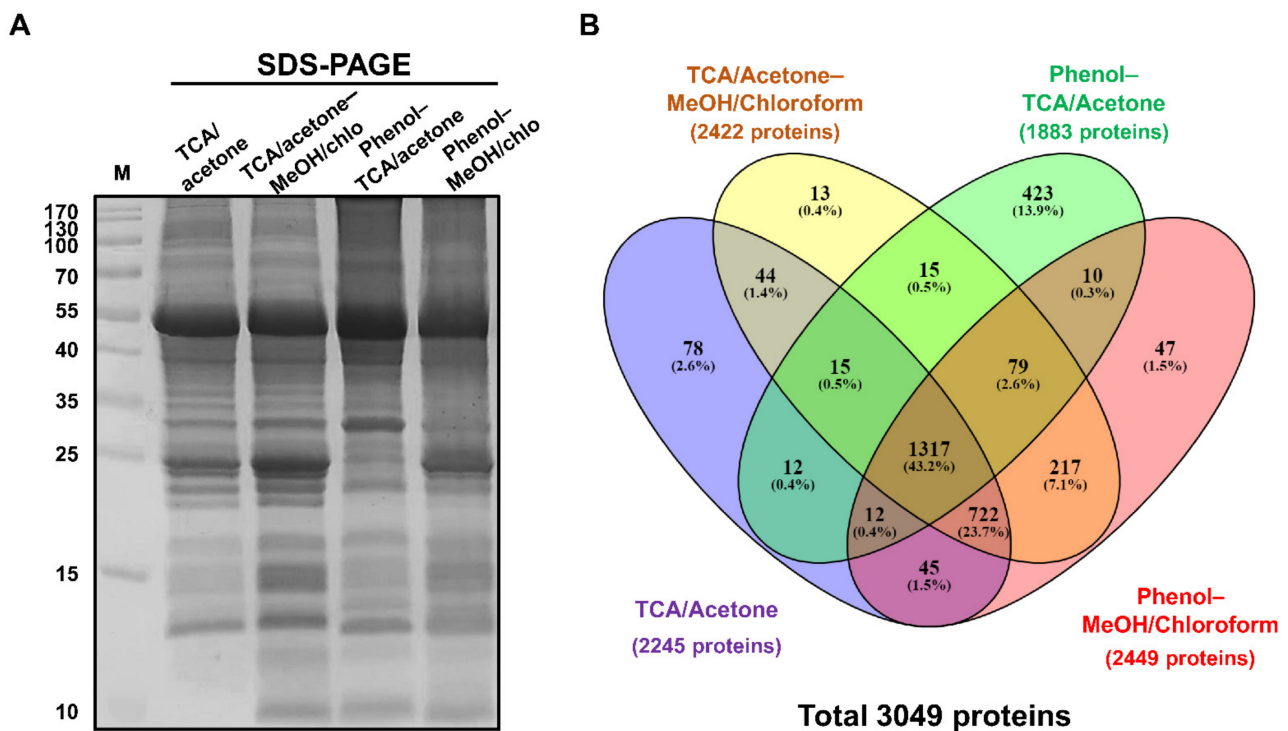 A
SDS-PAGE
M
TCA/
acetone
TCA/acetone–
MeOH/chlo
Phenol–
TCA/acetone
Phenol–
MeOH/chlo
170
130
100
70
55
40
35
25
15
10
B
TCA/Acetone–
MeOH/Chloroform
(2422 proteins)
Phenol–
TCA/Acetone
(1883 proteins)
13
(0.4%)
423
(13.9%)
44
(1.4%)
15
(0.5%)
10
(0.3%)
78
(2.6%)
15
(0.5%)
79
(2.6%)
47
(1.5%)
12
(0.4%)
1317
(43.2%)
217
(7.1%)
12
(0.4%)
722
(23.7%)
45
(1.5%)
TCA/Acetone
(2245 proteins)
Phenol–
MeOH/Chloroform
(2449 proteins)
Total 3049 proteins